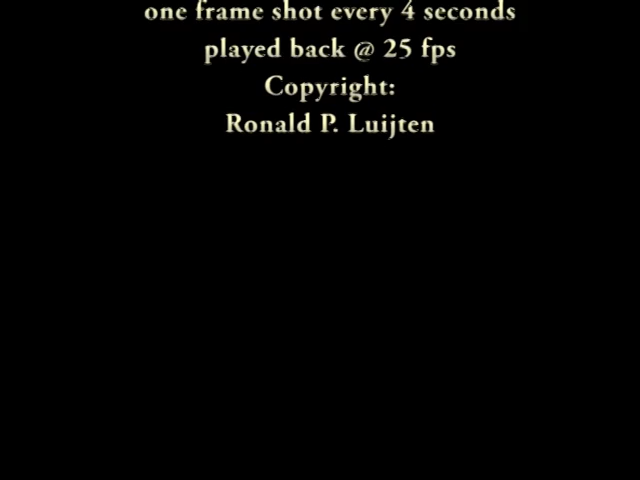 one frame shot every 4 seconds
played back @ 25 fps
Copyright:
Ronald P. Luijten